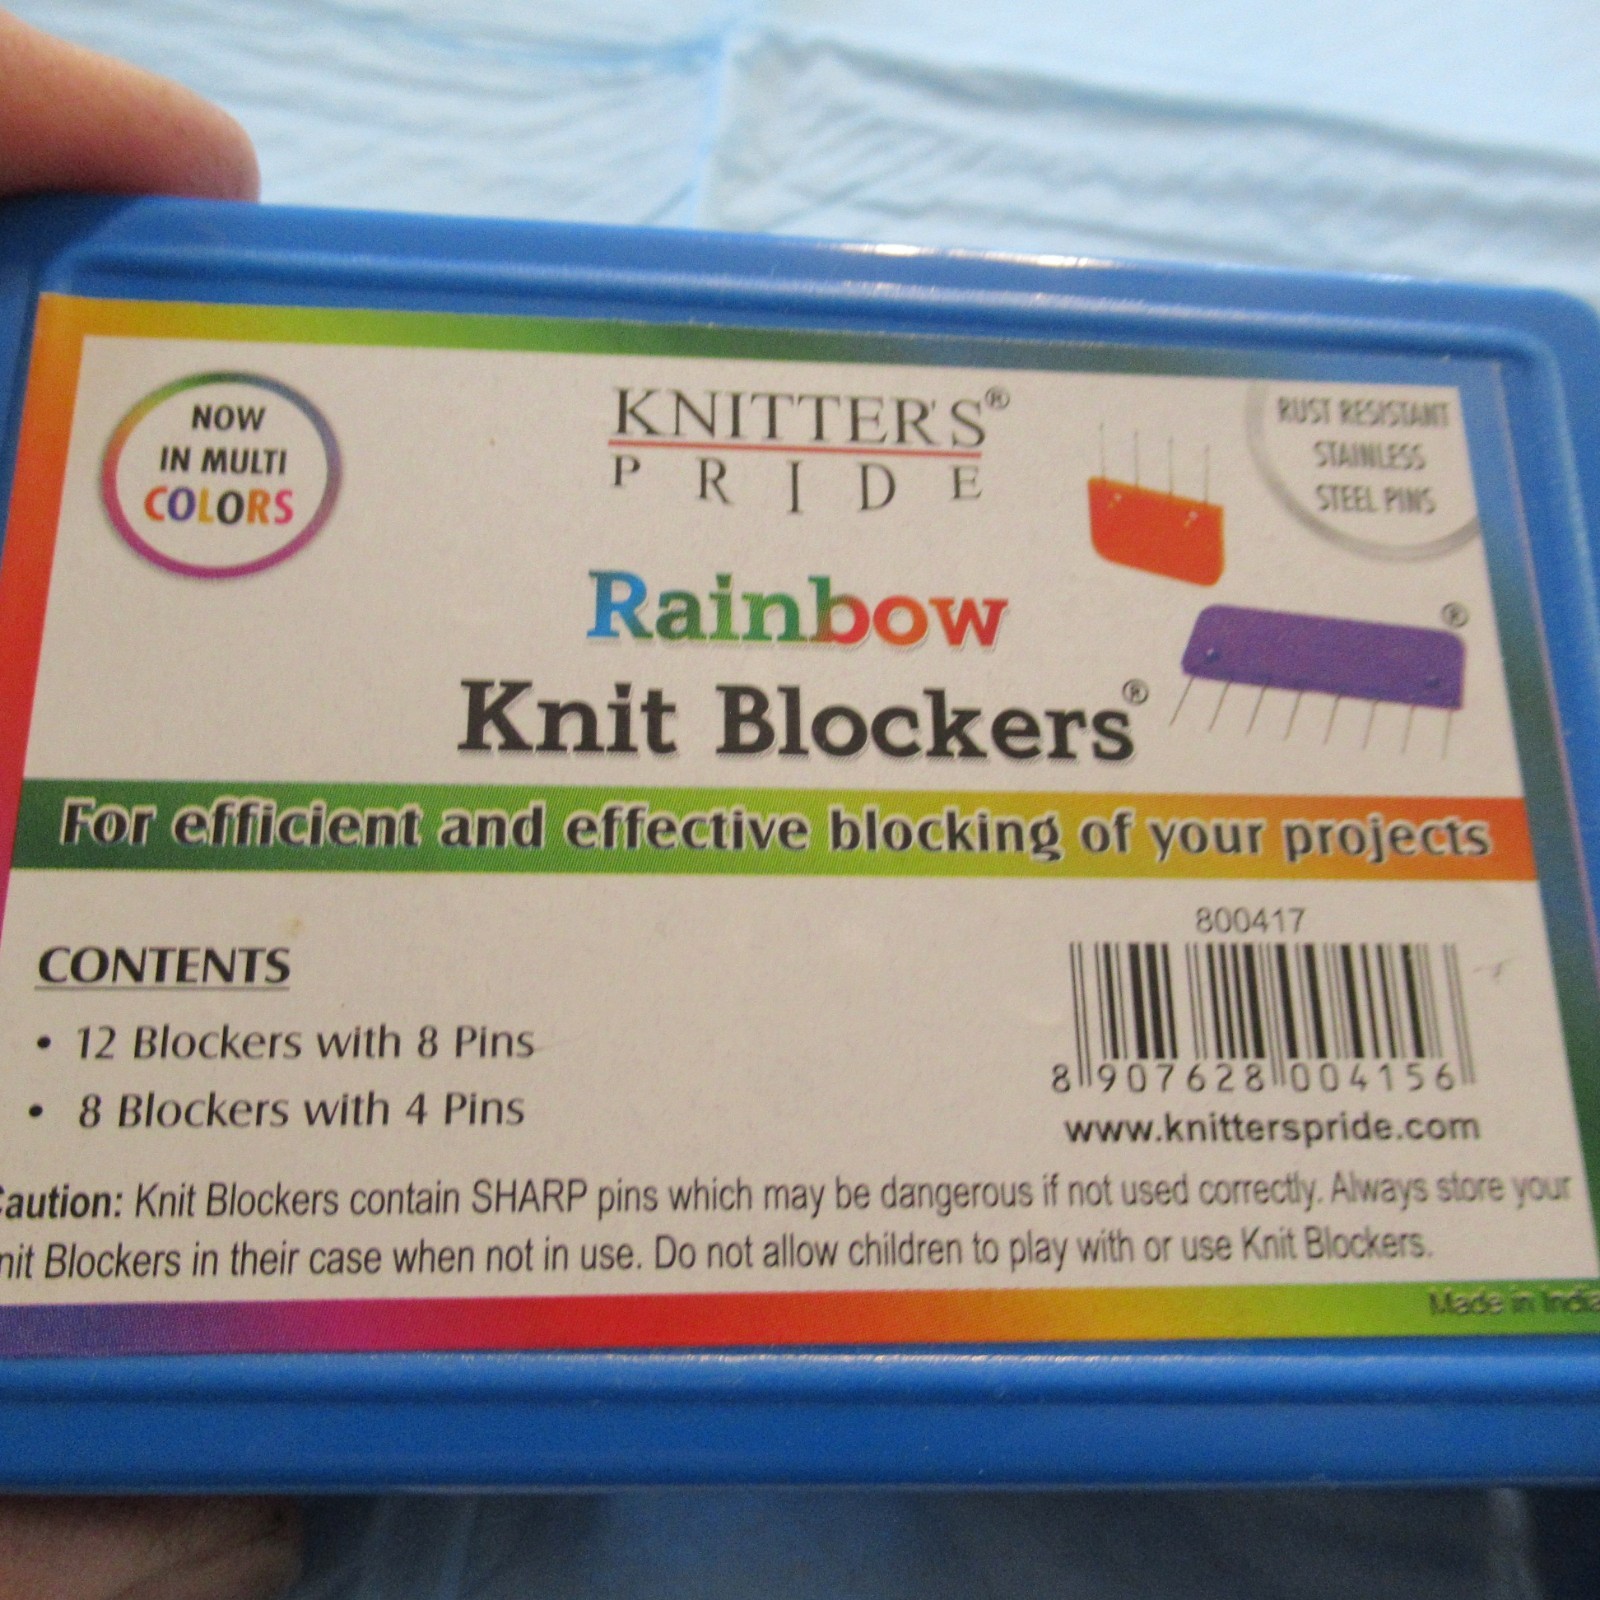 NOW
IN MULTI
COLORS
KNITTER'S®
PRIDE
RUST RESISTANT
STAINLESS
STEEL PINS
®
Rainbow
Knit Blockers®
For efficient and effective blocking of your projects
CONTENTS
• 12 Blockers with 8 Pins
• 8 Blockers with 4 Pins
800417
8 907628 004156
www.knitterspride.com
Caution: Knit Blockers contain SHARP pins which may be dangerous if not used correctly. Always store your
Knit Blockers in their case when not in use. Do not allow children to play with or use Knit Blockers.
Made in India